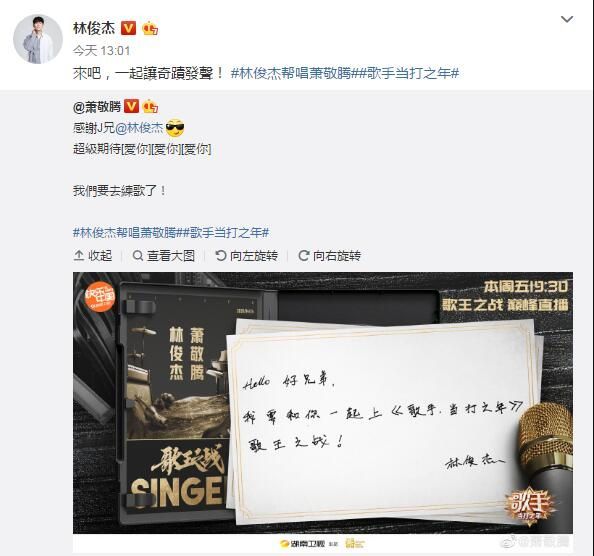 林俊杰
今天 13:01
來吧，一起讓奇蹟發聲！ #林俊杰帮唱萧敬腾##歌手当打之年#
@萧敬腾
感謝J兄@林俊杰
超級期待[愛你][愛你][愛你]
我們要去練歌了！
#林俊杰帮唱萧敬腾##歌手当打之年#
收起 查看大图 向左旋转 向右旋转
快乐中国
本周五19:30
歌王之战 巅峰直播
萧敬腾
林俊杰
歌王之战
SINGER
Hello 好兄弟，
我要和你一起上《歌手·当打之年》
歌王之战！
林俊杰
歌手
当打之年
湖南卫视
@萧敬腾